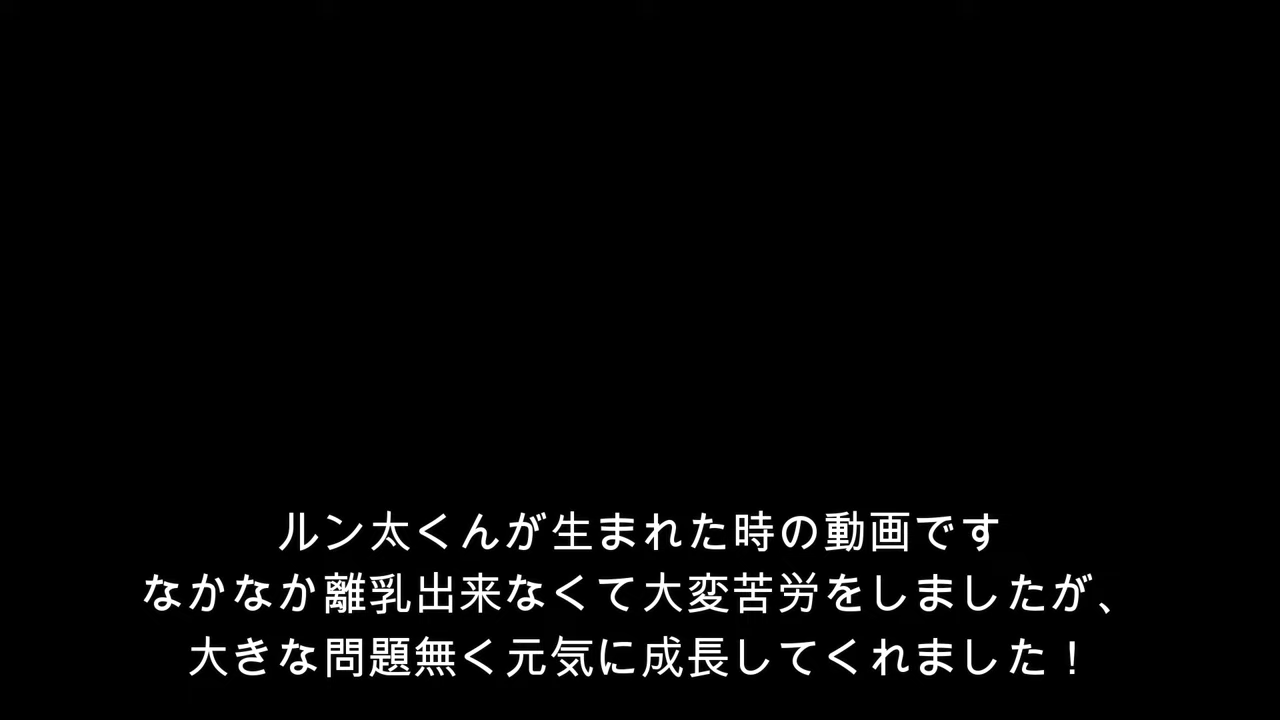 ルン太くんが生まれた時の動画です
なかなか離乳出来なくて大変苦労をしましたが、
大きな問題無く元気に成長してくれました！